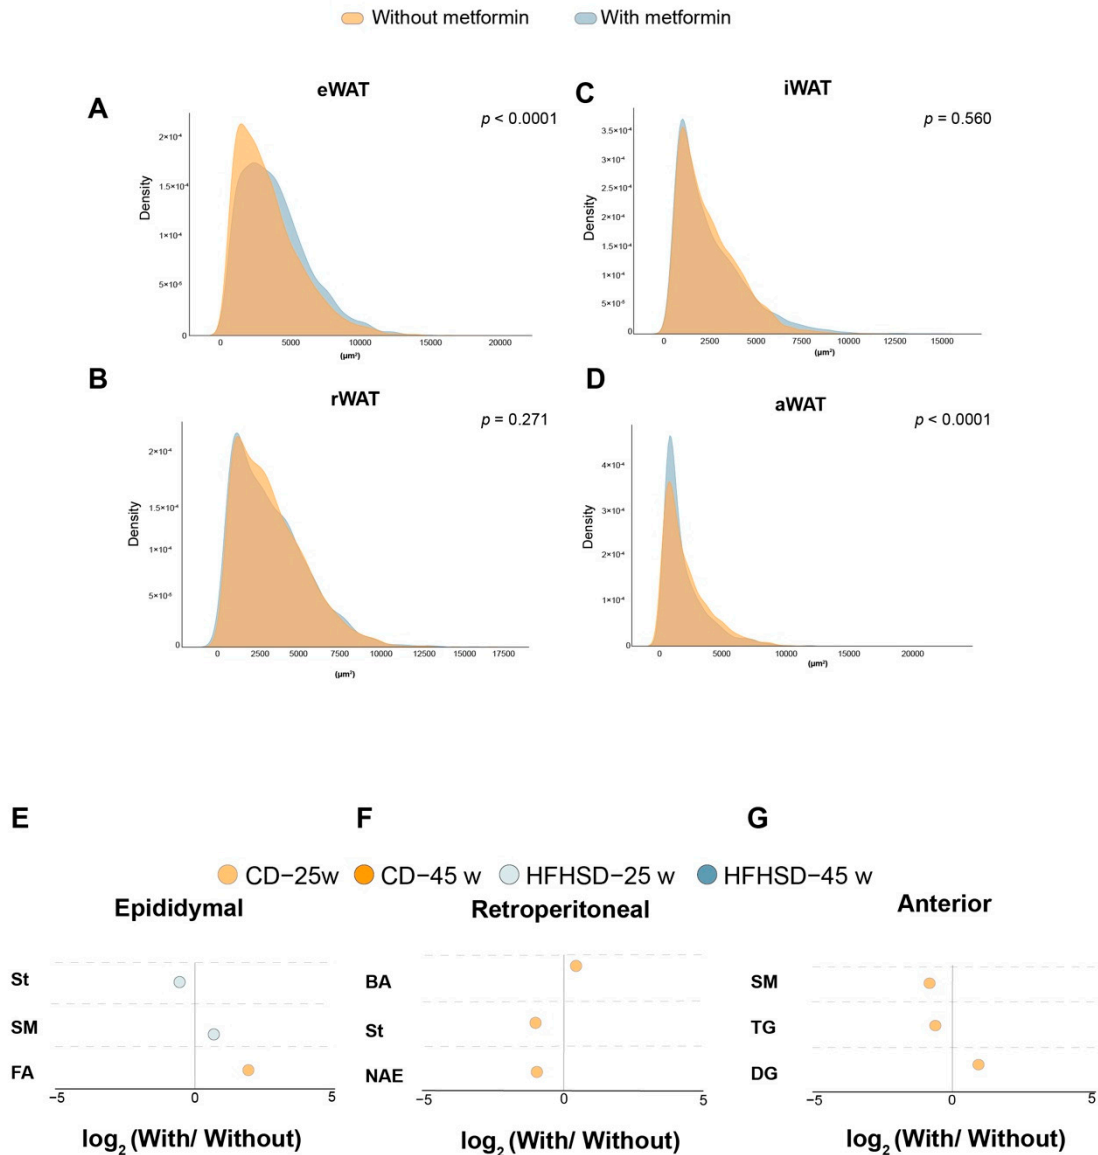 Without metformin With metformin
A
eWAT
p < 0.0001
Density
2×10⁻⁴
1.5×10⁻⁴
1×10⁻⁴
5×10⁻⁵
0
0 5000 10000 15000 20000
(µm²)
C
iWAT
p = 0.560
Density
3.5×10⁻⁴
3×10⁻⁴
2.5×10⁻⁴
2×10⁻⁴
1.5×10⁻⁴
1×10⁻⁴
5×10⁻⁵
0
0 2500 5000 7500 10000 12500 15000
(µm²)
B
rWAT
p = 0.271
Density
2×10⁻⁴
1.5×10⁻⁴
1×10⁻⁴
5×10⁻⁵
0
0 2500 5000 7500 10000 12500 15000 17500
(µm²)
D
aWAT
p < 0.0001
Density
4×10⁻⁴
3×10⁻⁴
2×10⁻⁴
1×10⁻⁴
0
0 5000 10000 15000 20000
(µm²)
E F G
CD−25w CD−45 w HFHSD−25 w HFHSD−45 w
Epididymal
St
SM
FA
−5 0 5
log₂ (With/ Without)
Retroperitoneal
BA
St
NAE
−5 0 5
log₂ (With/ Without)
Anterior
SM
TG
DG
−5 0 5
log₂ (With/ Without)